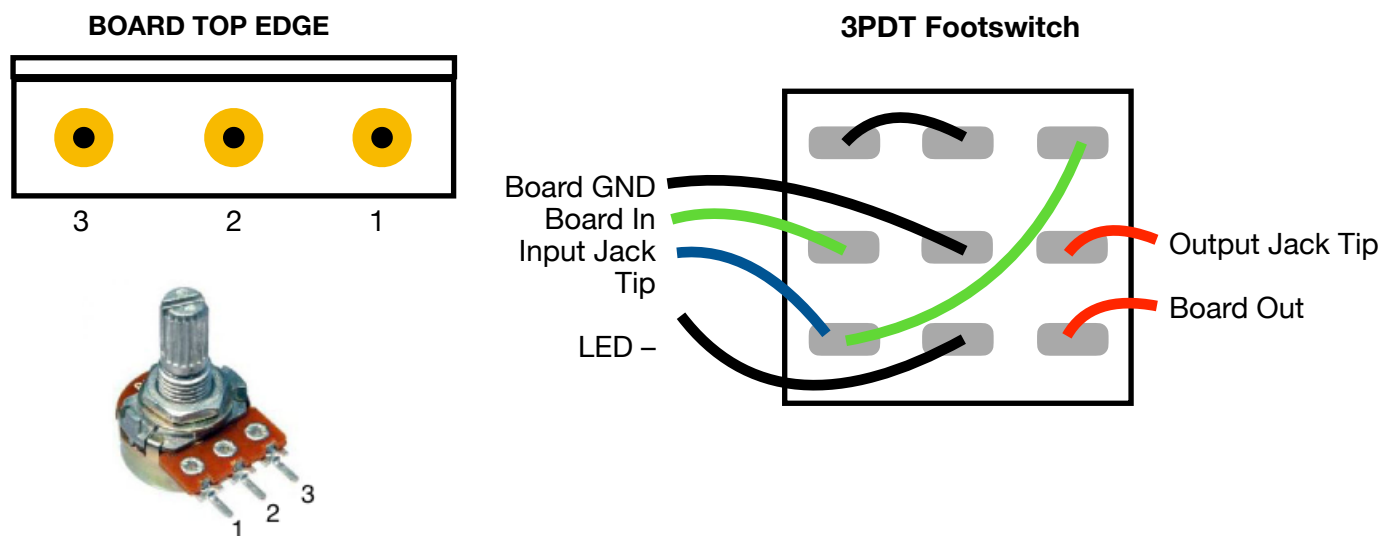 BOARD TOP EDGE
3 2 1
1 2 3
3PDT Footswitch
Board GND
Board In
Input Jack
Tip
LED –
Output Jack Tip
Board Out